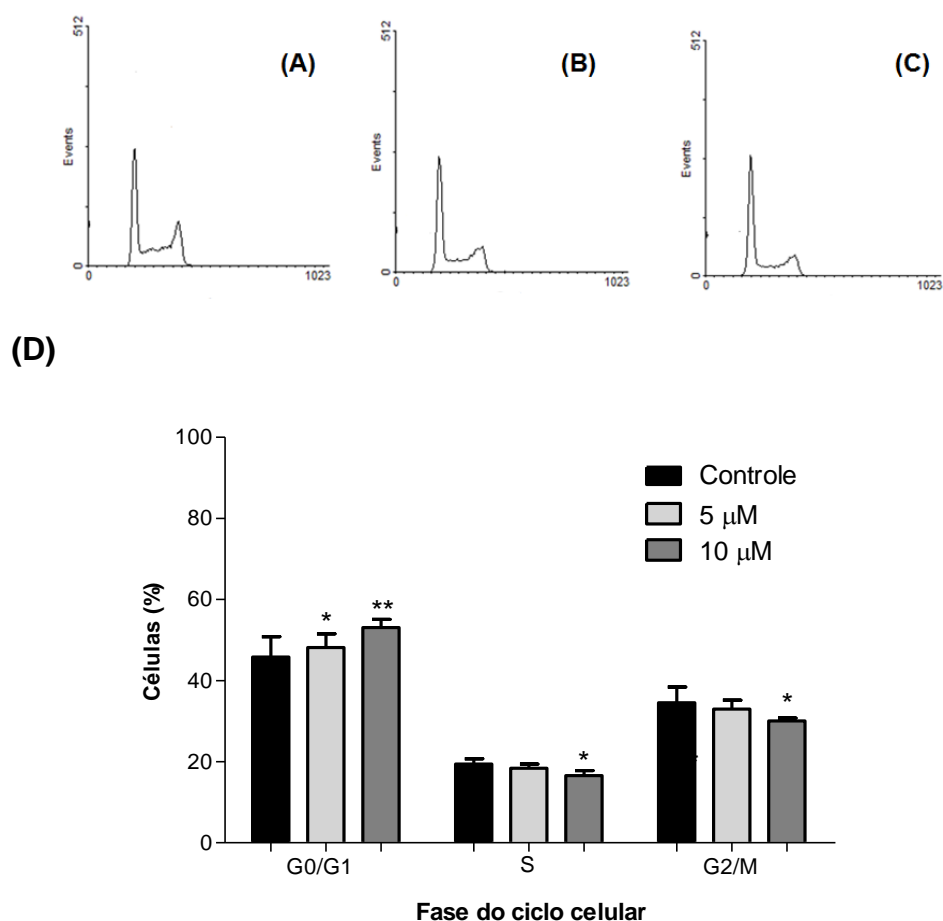 512
(A)
Events
0
0
1023
512
(B)
Events
0
0
1023
512
(C)
Events
0
0
1023
(D)
100
80
60
40
20
0
Células (%)
Controle
5 µM
10 µM
*
**
*
*
G0/G1
S
G2/M
Fase do ciclo celular